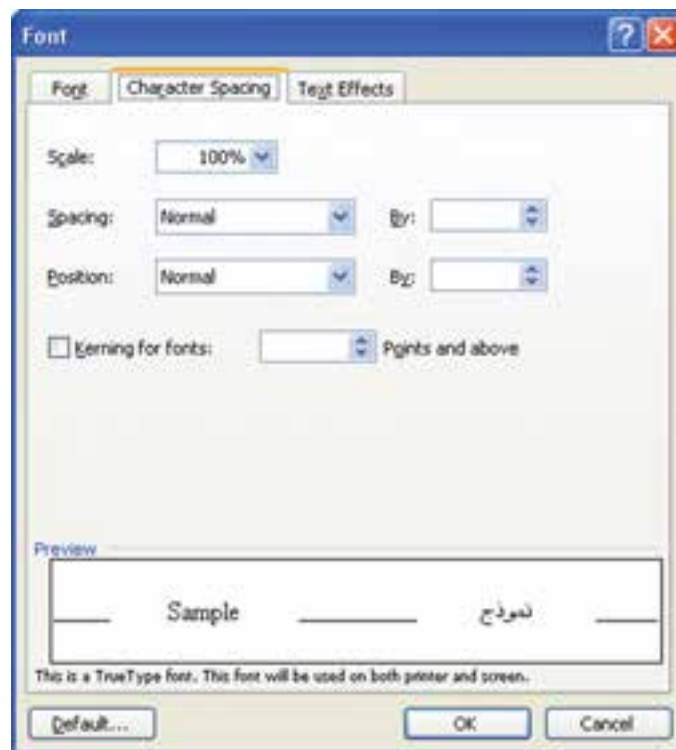 Font
Font Character Spacing Text Effects
Scale: 100%
Spacing: Normal By:
Position: Normal By:
Kerning for fonts: Points and above
Preview
Sample نموذج
This is a TrueType font. This font will be used on both printer and screen.
Default... OK Cancel